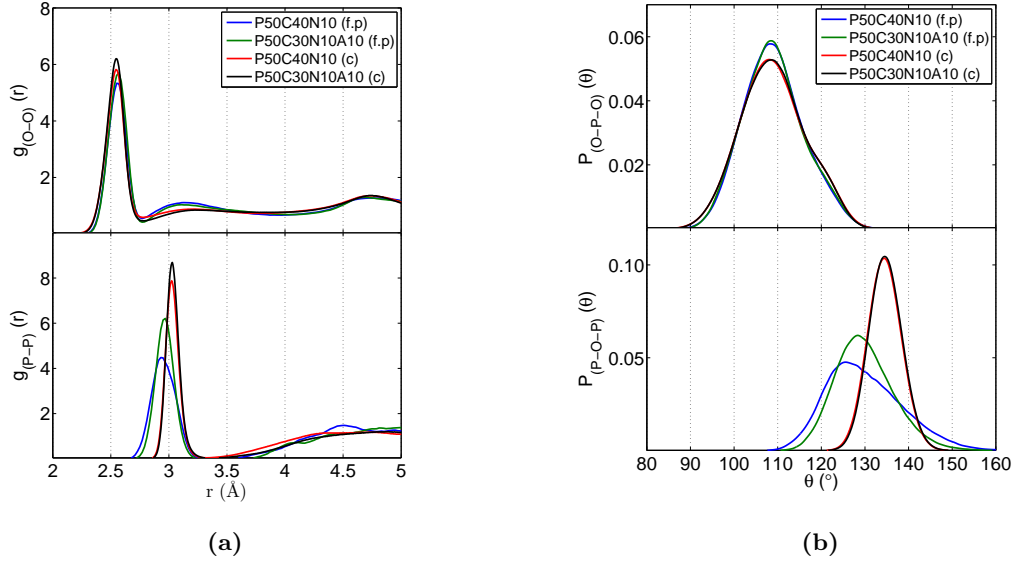 8
6
4
2
g(O−O) (r)
P50C40N10 (f.p)
P50C30N10A10 (f.p)
P50C40N10 (c)
P50C30N10A10 (c)
8
6
4
2
g(P−P) (r)
2 2.5 3 3.5 4 4.5 5
r (Å)
(a)
0.06
0.04
0.02
P(O−P−O) (θ)
P50C40N10 (f.p)
P50C30N10A10 (f.p)
P50C40N10 (c)
P50C30N10A10 (c)
0.10
0.05
P(P−O−P) (θ)
80 90 100 110 120 130 140 150 160
θ (°)
(b)